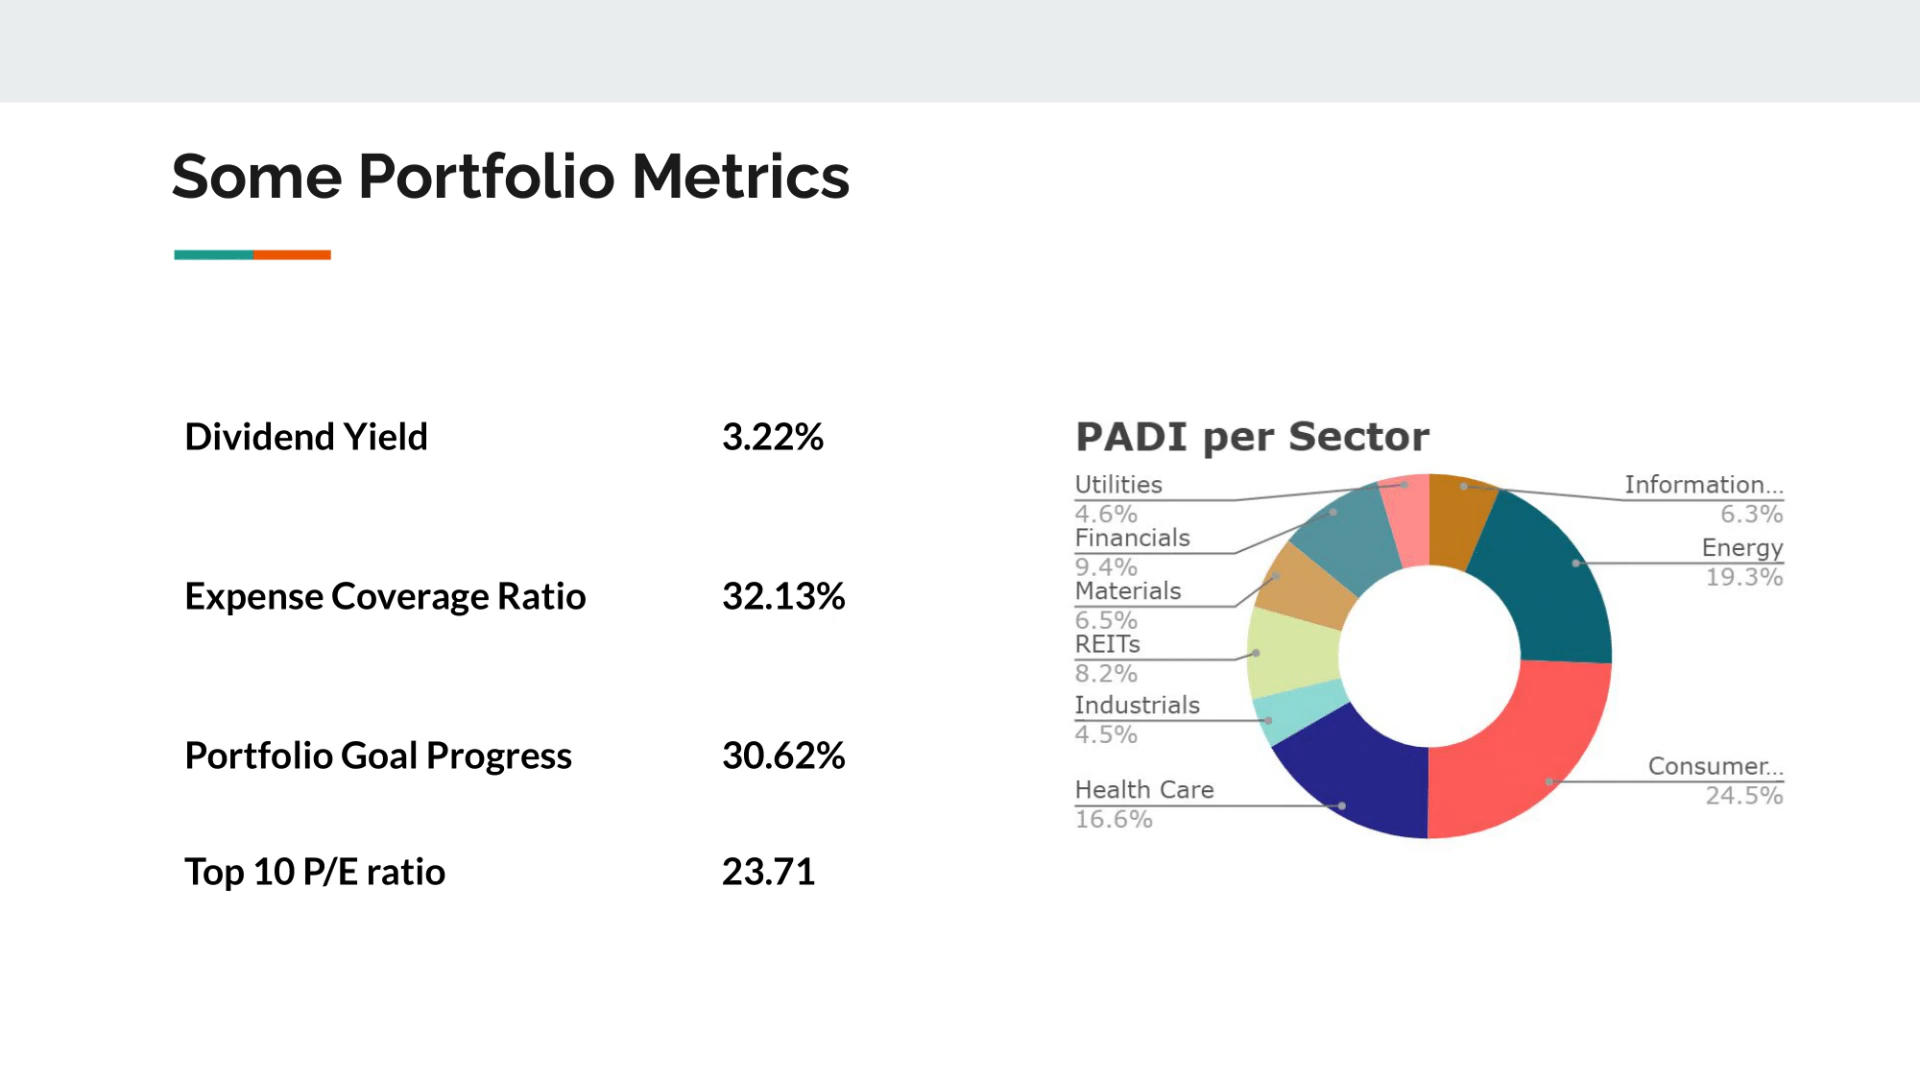 Some Portfolio Metrics
Dividend Yield 3.22%
Expense Coverage Ratio 32.13%
Portfolio Goal Progress 30.62%
Top 10 P/E ratio 23.71
PADI per Sector
Utilities
4.6%
Financials
9.4%
Materials
6.5%
REITs
8.2%
Industrials
4.5%
Health Care
16.6%
Information...
6.3%
Energy
19.3%
Consumer...
24.5%